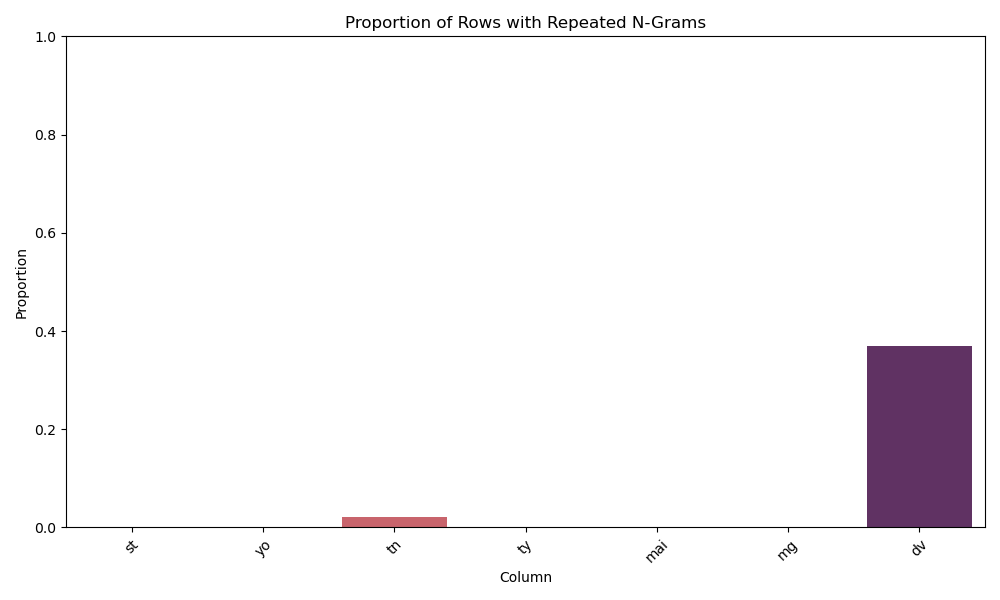 Proportion of Rows with Repeated N-Grams
1.0
0.8
0.6
0.4
0.2
0.0
Proportion
st yo tn ty mai mg dv
Column